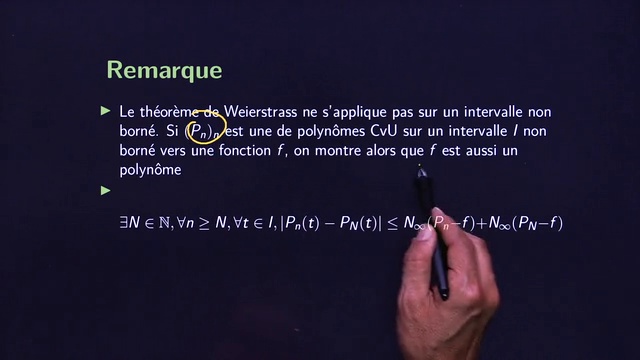 Remarque
Le théorème de Weierstrass ne s'applique pas sur un intervalle non
borné. Si (Pₙ)ₙ est une de polynômes CvU sur un intervalle I non
borné vers une fonction f, on montre alors que f est aussi un
polynôme
∃N ∈ ℕ, ∀n ≥ N, ∀t ∈ I, |Pₙ(t) − P_N(t)| ≤ N∞(Pₙ−f)+N∞(P_N−f)